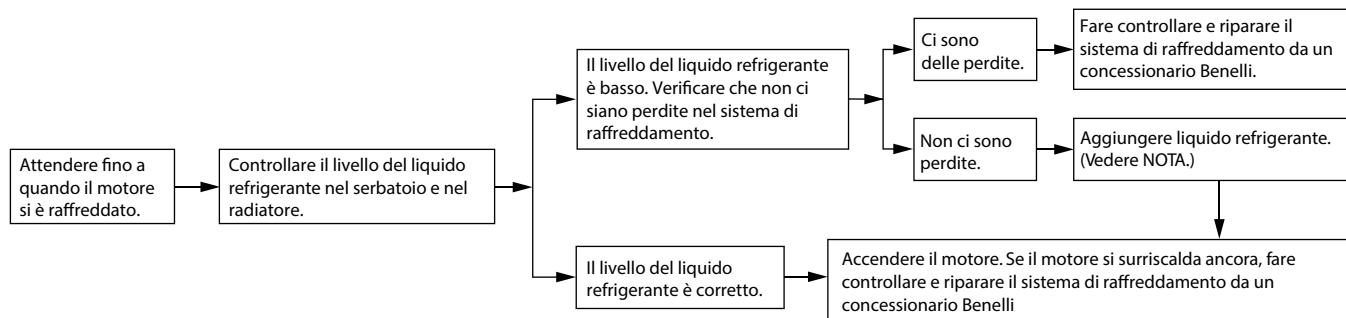 Attendere fino a
quando il motore
si è raffreddato.
Controllare il livello del liquido
refrigerante nel serbatoio e nel
radiatore.
Il livello del liquido refrigerante
è basso. Verificare che non ci
siano perdite nel sistema di
raffreddamento.
Ci sono
delle perdite.
Fare controllare e riparare il
sistema di raffreddamento da un
concessionario Benelli.
Non ci sono
perdite.
Aggiungere liquido refrigerante.
(Vedere NOTA.)
Il livello del liquido
refrigerante è corretto.
Accendere il motore. Se il motore si surriscalda ancora, fare
controllare e riparare il sistema di raffreddamento da un
concessionario Benelli